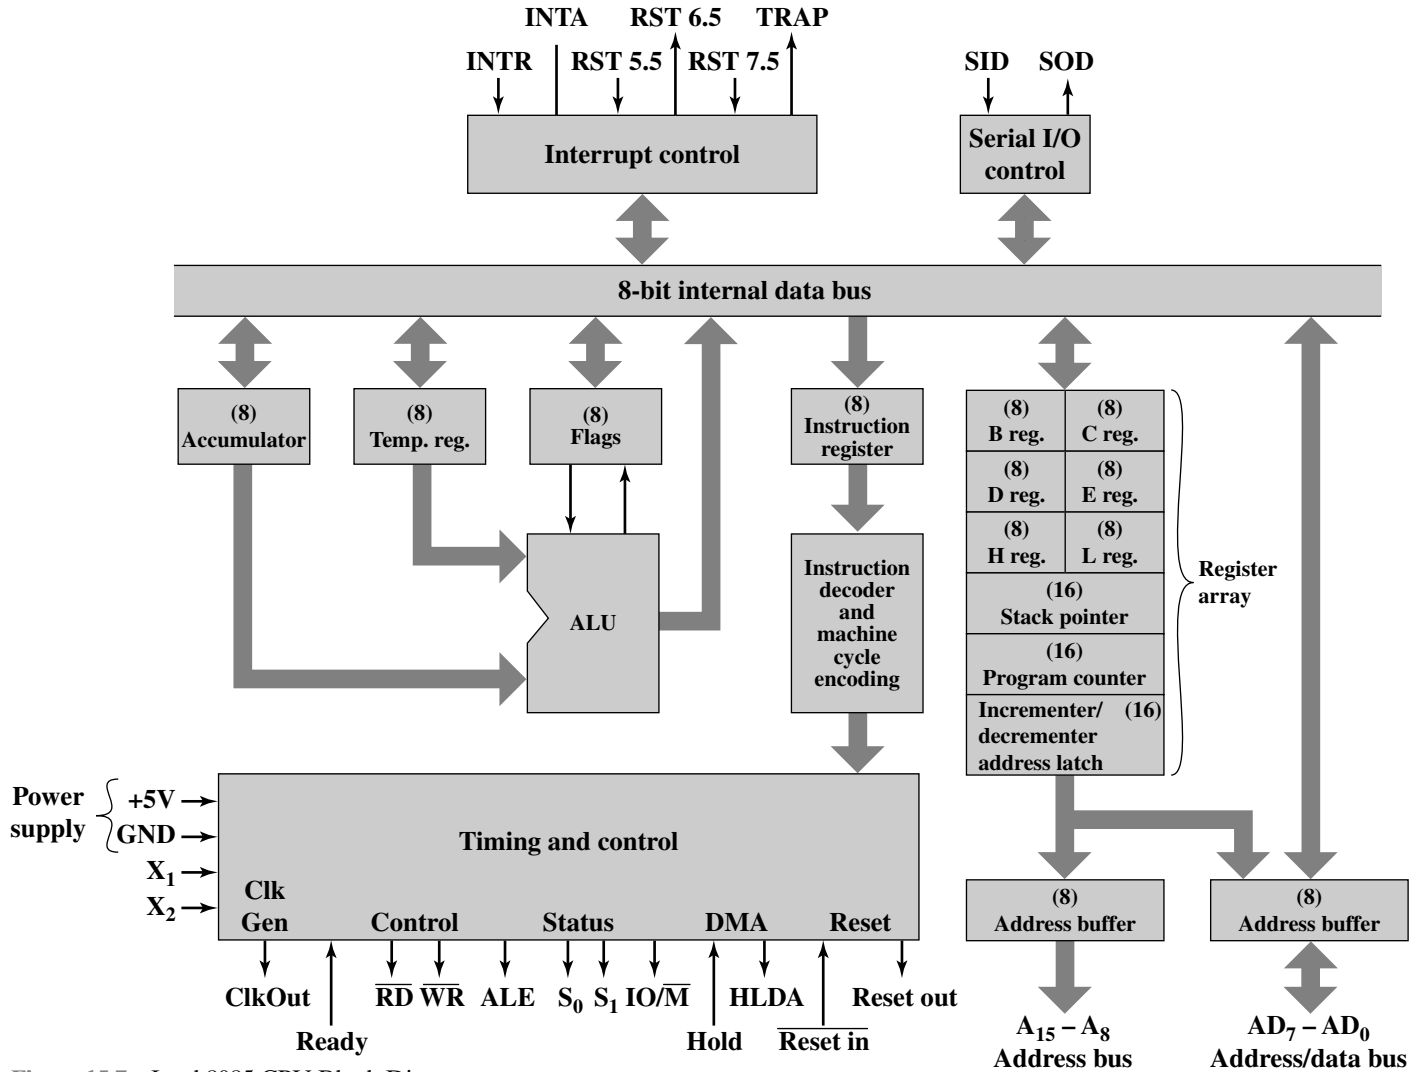 INTA RST 6.5 TRAP
INTR RST 5.5 RST 7.5 SID SOD
Interrupt control
Serial I/O
control
8-bit internal data bus
(8)
Accumulator
(8)
Temp. reg.
(8)
Flags
(8)
Instruction
register
(8)
B reg.
(8)
C reg.
(8)
D reg.
(8)
E reg.
(8)
H reg.
(8)
L reg.
(16)
Stack pointer
(16)
Program counter
Incrementer/ (16)
decrementer
address latch
Register
array
ALU
Instruction
decoder
and
machine
cycle
encoding
Power
supply
+5V
GND
X1
X2
Timing and control
Clk
Gen
Control
Status
DMA
Reset
(8)
Address buffer
(8)
Address buffer
ClkOut
R̅D̅ W̅R̅ ALE S0 S1 IO/M̅ HLDA Reset out
Ready
Hold
R̅e̅s̅e̅t̅ ̅i̅n̅
A15 – A8
Address bus
AD7 – AD0
Address/data bus